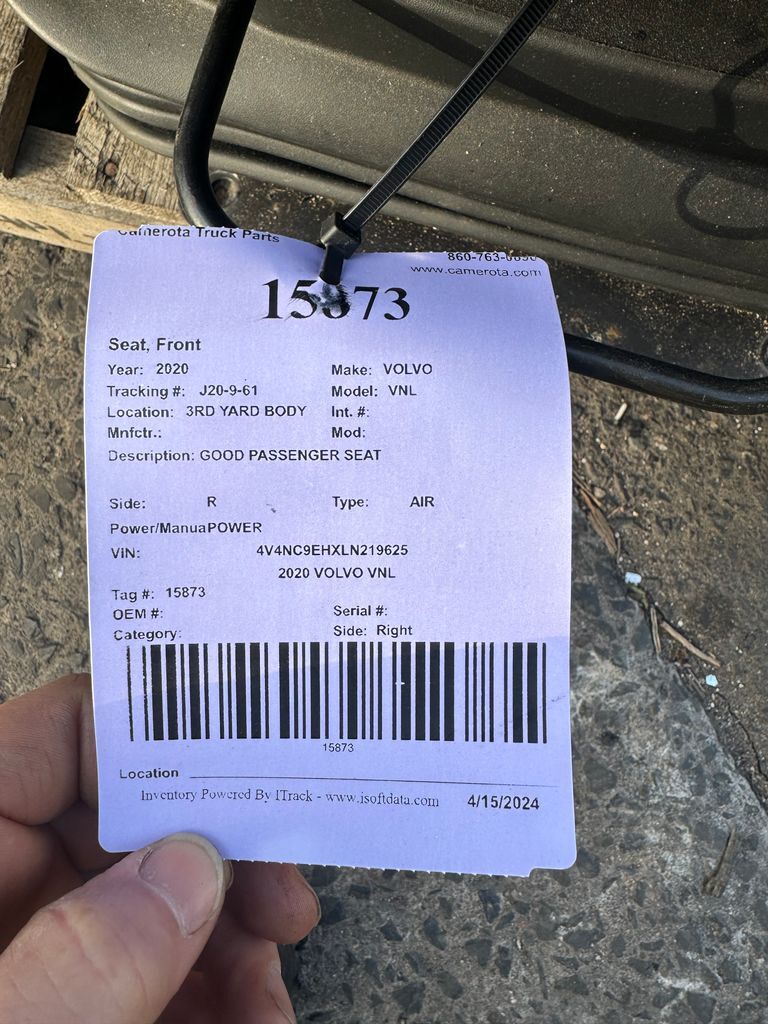 Camerota Truck Parts
860-763-0896
www.camerota.com
15873
Seat, Front
Year: 2020 Make: VOLVO
Tracking #: J20-9-61 Model: VNL
Location: 3RD YARD BODY Int. #:
Mnfctr.: Mod:
Description: GOOD PASSENGER SEAT
Side: R Type: AIR
Power/ManuaPOWER
VIN: 4V4NC9EHXLN219625
2020 VOLVO VNL
Tag #: 15873
OEM #: Serial #:
Category: Side: Right
15873
Location
Inventory Powered By ITrack - www.isoftdata.com 4/15/2024